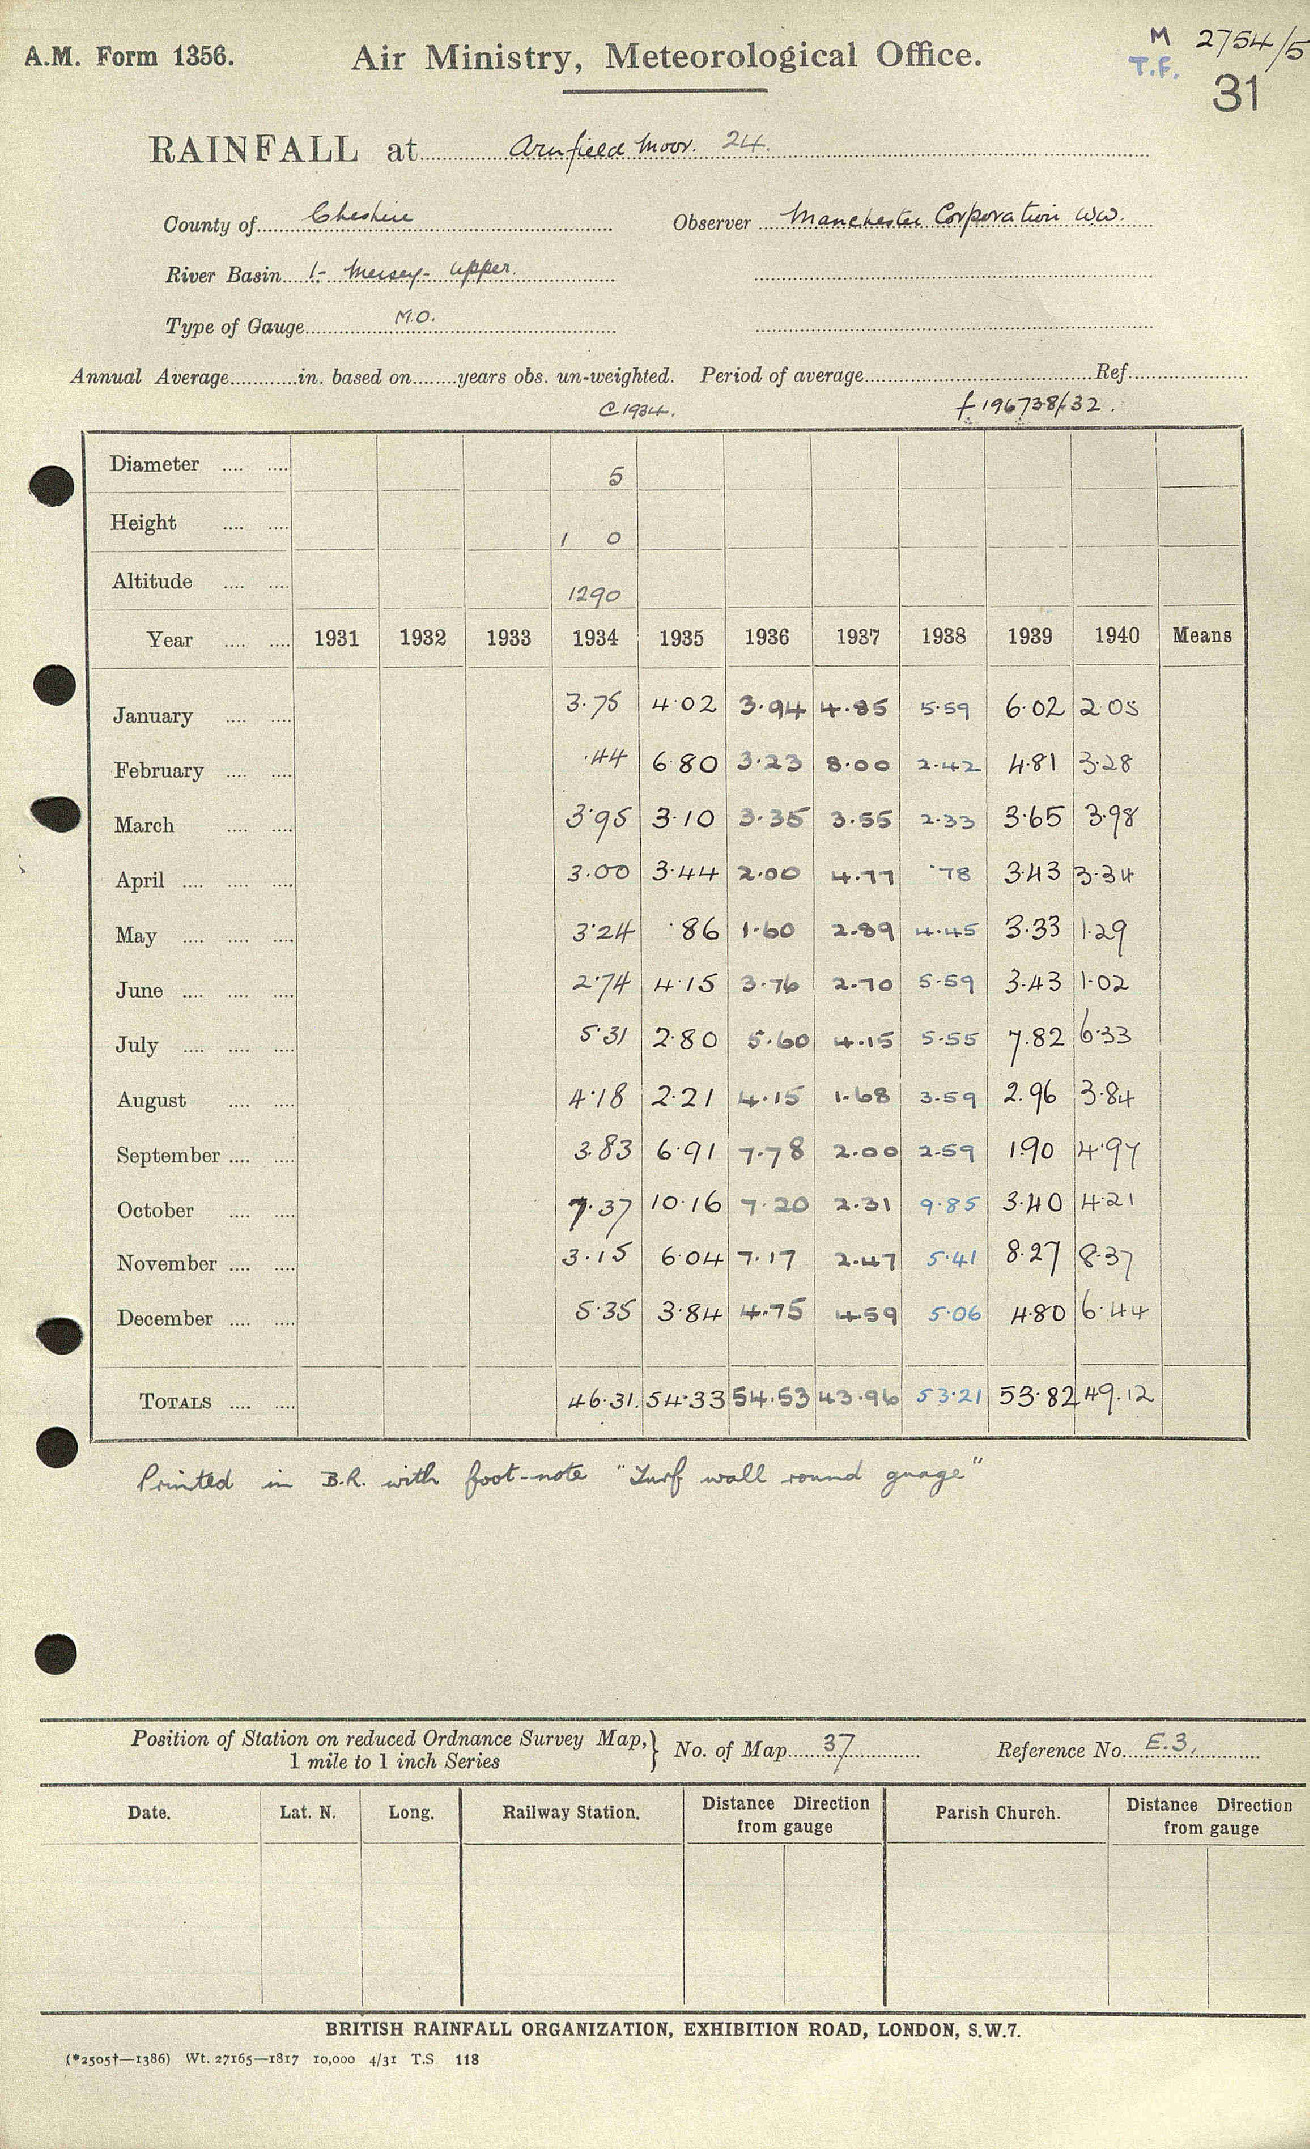 A.M. Form 1356. Air Ministry, Meteorological Office. M 2754/5
T.F. 31
RAINFALL at Arnfield Moor. 24.
County of Cheshire Observer Manchester Corporation W.W.
River Basin 1- Mersey- Upper.
Type of Gauge M.O.
Annual Average in. based on years obs. un-weighted. Period of average Ref
C 1934. f 196738/32.
Diameter .... .... 5
Height .... .... 1 0
Altitude .... .... 1290
Year .... .... 1931 1932 1933 1934 1935 1936 1937 1938 1939 1940 Means
January .... .... 3.75 4.02 3.94 4.85 5.59 6.02 2.05
February .... .... .44 6.80 3.23 8.00 2.42 4.81 3.28
March .... .... 3.95 3.10 3.35 3.55 2.33 3.65 3.98
April .... .... .... 3.00 3.44 2.00 4.77 .78 3.43 3.34
May .... .... .... 3.24 .86 1.60 2.89 4.45 3.33 1.29
June .... .... .... 2.74 4.15 3.76 2.70 5.59 3.43 1.02
July .... .... .... 5.31 2.80 5.60 4.15 5.55 7.82 6.33
August .... .... 4.18 2.21 4.15 1.68 3.59 2.96 3.84
September .... .... 3.83 6.91 7.78 2.00 2.59 1.90 4.97
October .... .... 7.37 10.16 7.20 2.31 9.85 3.40 4.21
November .... .... 3.15 6.04 7.17 2.47 5.41 8.27 8.37
December .... .... 5.35 3.84 4.75 4.59 5.06 4.80 6.44
TOTALS .... .... 46.31 54.33 54.53 43.96 53.21 53.82 49.12
Printed in B.R. with foot-note "Turf wall round guage"
Position of Station on reduced Ordnance Survey Map,
1 mile to 1 inch Series } No. of Map 37 Reference No. E.3.
Date. Lat. N. Long. Railway Station. Distance Direction from gauge Parish Church. Distance Direction from gauge
BRITISH RAINFALL ORGANIZATION, EXHIBITION ROAD, LONDON, S.W.7.
(*2505†—1386) Wt. 27165—1817 10,000 4/31 T.S 118